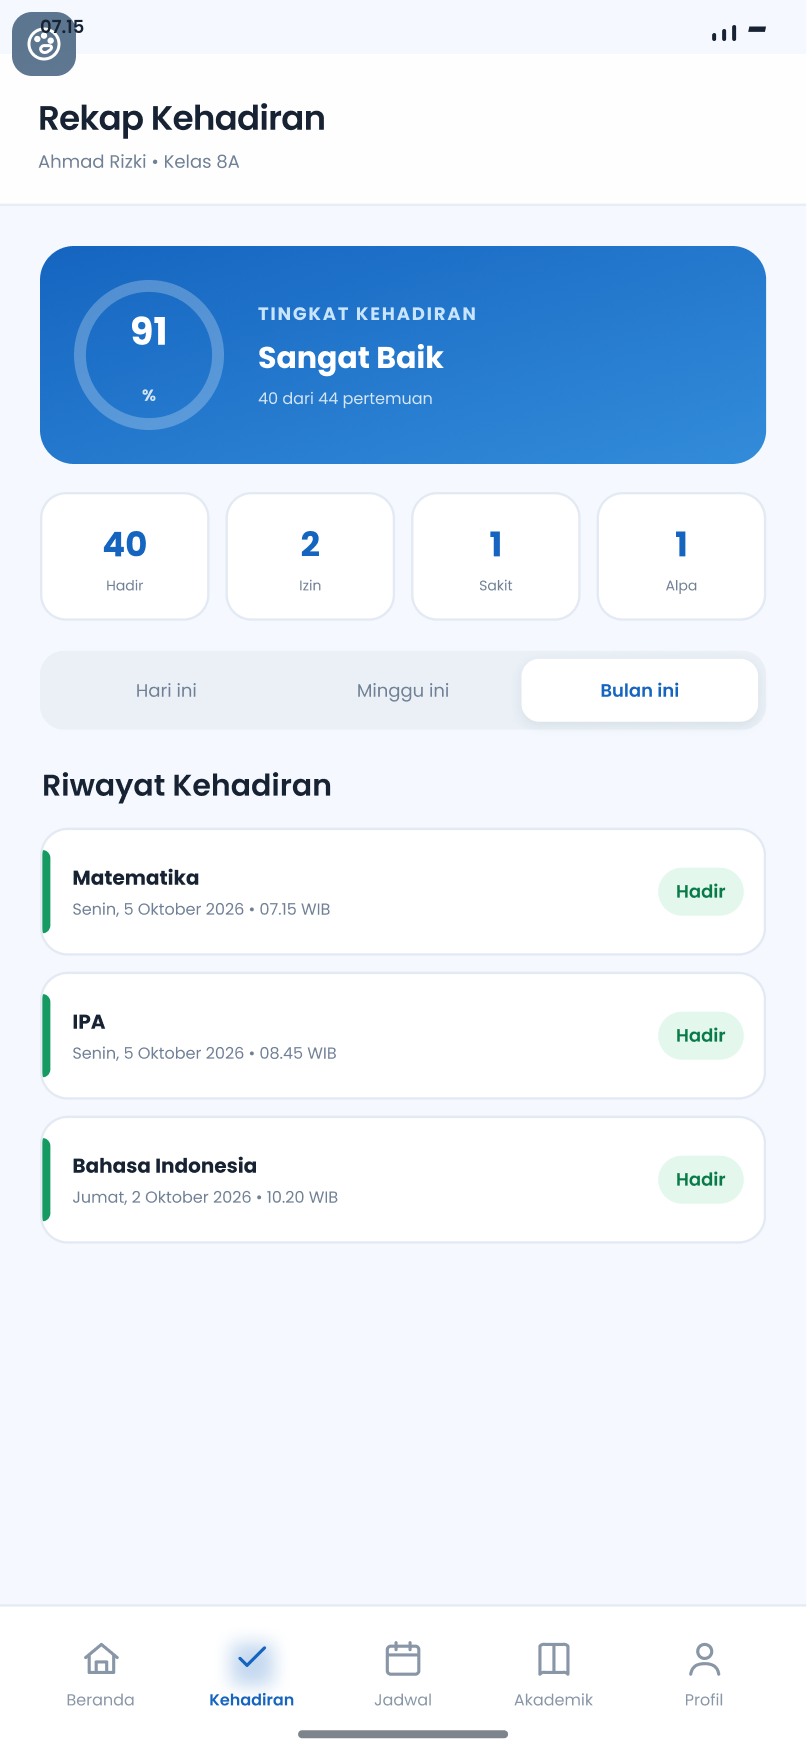 07.15
Rekap Kehadiran
Ahmad Rizki • Kelas 8A
91
%
TINGKAT KEHADIRAN
Sangat Baik
40 dari 44 pertemuan
40
Hadir
2
Izin
1
Sakit
1
Alpa
Hari ini
Minggu ini
Bulan ini
Riwayat Kehadiran
Matematika
Senin, 5 Oktober 2026 • 07.15 WIB
Hadir
IPA
Senin, 5 Oktober 2026 • 08.45 WIB
Hadir
Bahasa Indonesia
Jumat, 2 Oktober 2026 • 10.20 WIB
Hadir
Beranda
Kehadiran
Jadwal
Akademik
Profil